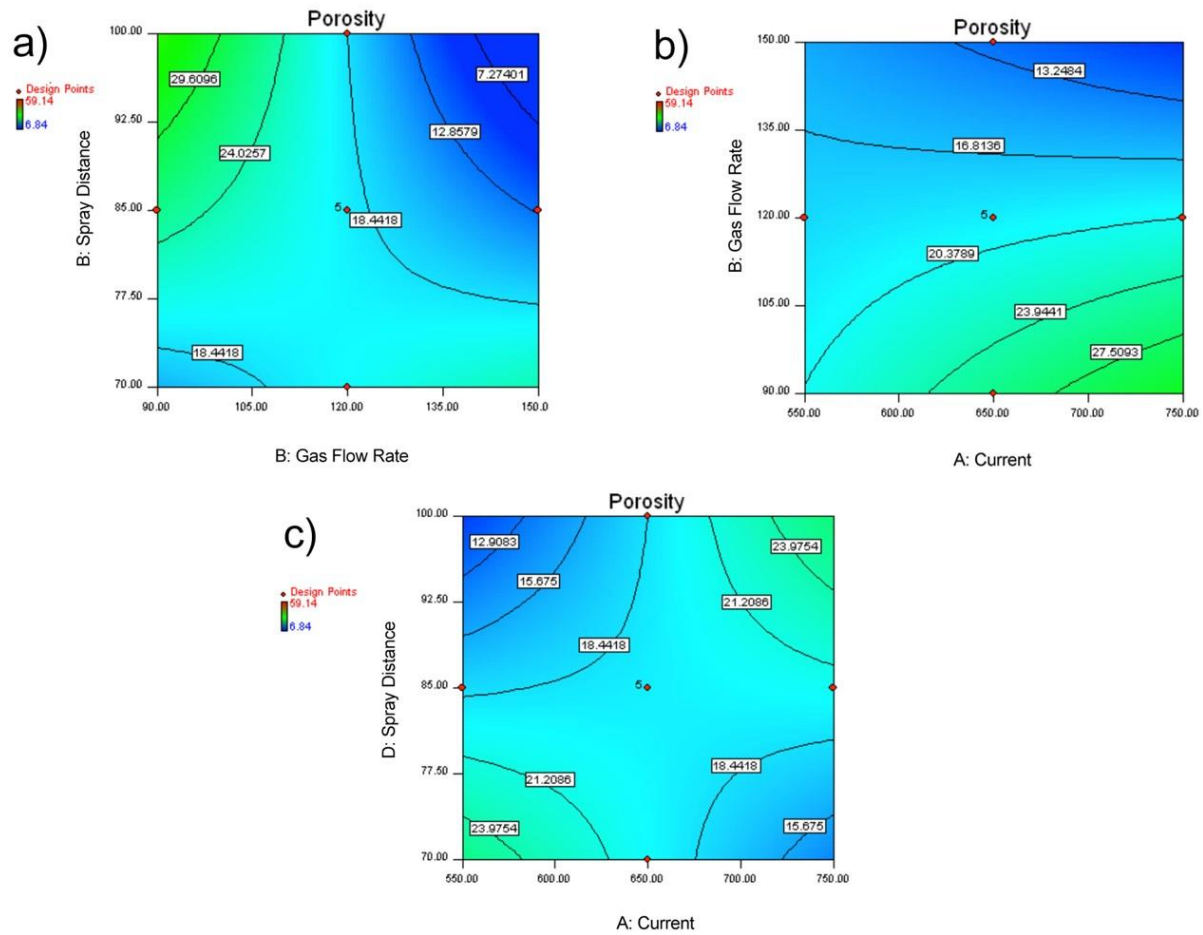 a)
Porosity
Design Points
59.14
6.84
B: Spray Distance
100.00
92.50
85.00
77.50
70.00
29.6096
7.27401
12.8579
24.0257
5
18.4418
18.4418
90.00 105.00 120.00 135.00 150.0
B: Gas Flow Rate
b)
Porosity
Design Points
59.14
6.84
B: Gas Flow Rate
150.00
135.00
120.00
105.00
90.00
13.2484
16.8136
5
20.3789
23.9441
27.5093
550.00 600.00 650.00 700.00 750.00
A: Current
c)
Porosity
Design Points
59.14
6.84
D: Spray Distance
100.00
92.50
85.00
77.50
70.00
12.9083
23.9754
15.675
21.2086
18.4418
5
21.2086
18.4418
23.9754
15.675
550.00 600.00 650.00 700.00 750.00
A: Current